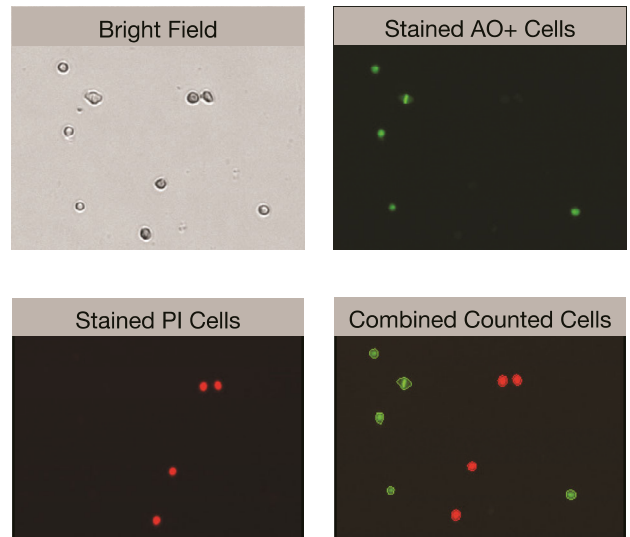 Bright Field
Stained AO+ Cells
Stained PI Cells
Combined Counted Cells